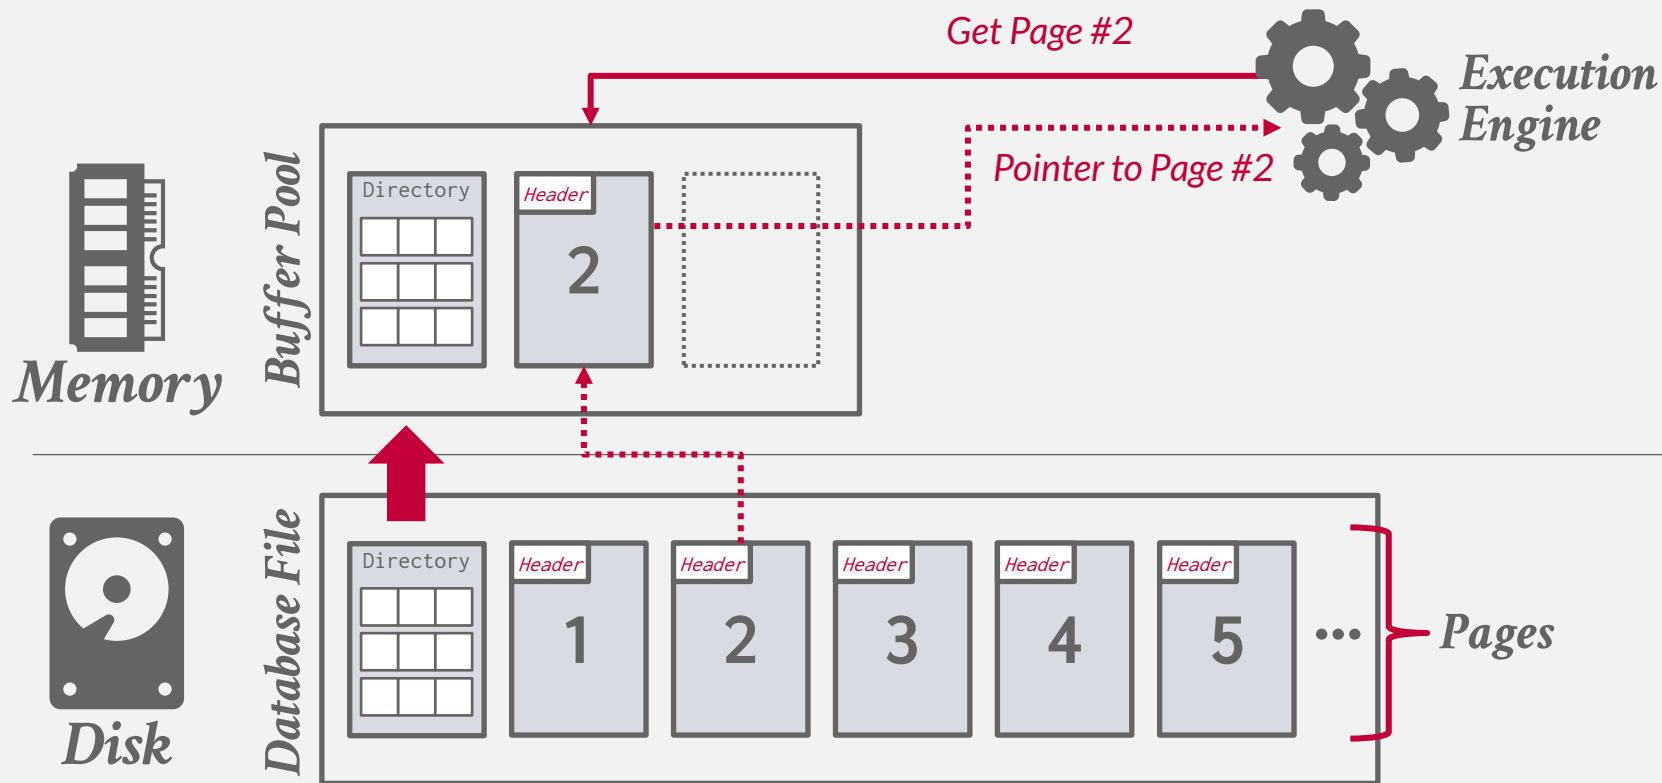 Get Page #2
Execution
Engine
Pointer to Page #2
Buffer Pool
Directory
Header
2
Memory
Database File
Directory
Header
1
Header
2
Header
3
Header
4
Header
5
...
Pages
Disk